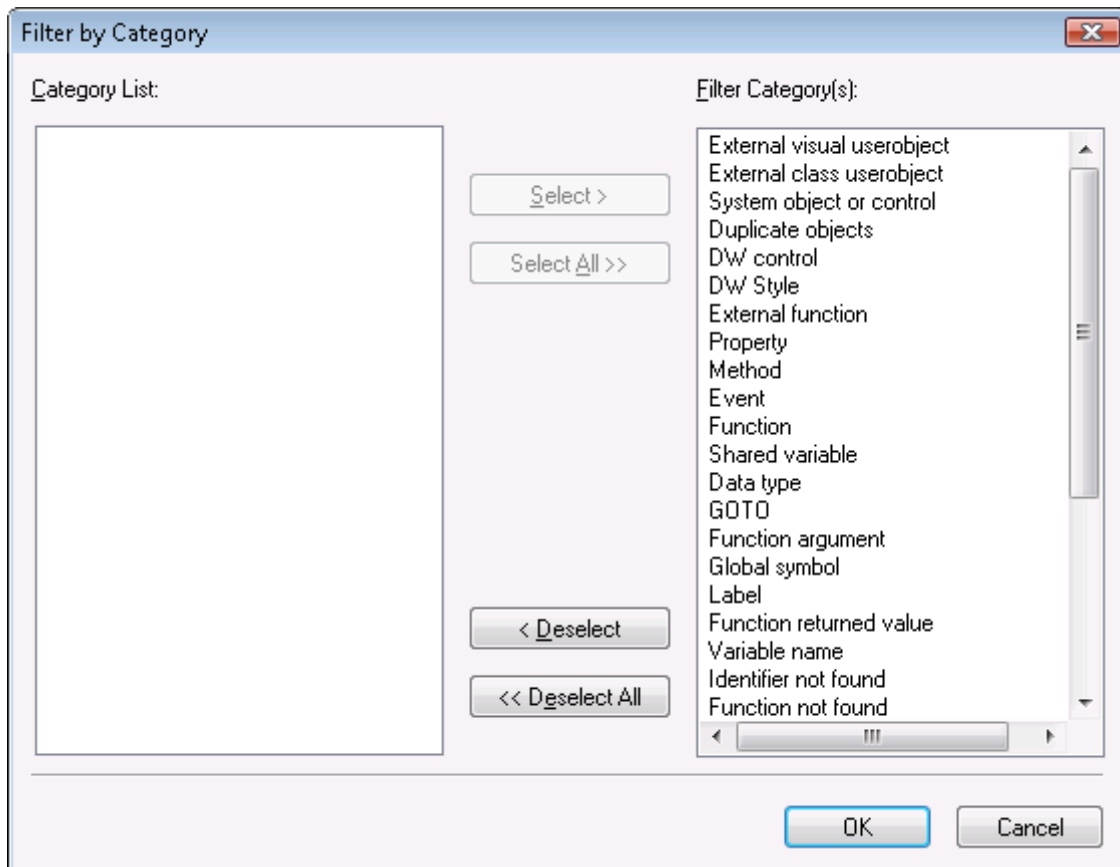 Filter by Category
Category List:
Filter Category(s):
Select >
Select All >>
< Deselect
<< Deselect All
External visual userobject
External class userobject
System object or control
Duplicate objects
DW control
DW Style
External function
Property
Method
Event
Function
Shared variable
Data type
GOTO
Function argument
Global symbol
Label
Function returned value
Variable name
Identifier not found
Function not found
OK
Cancel